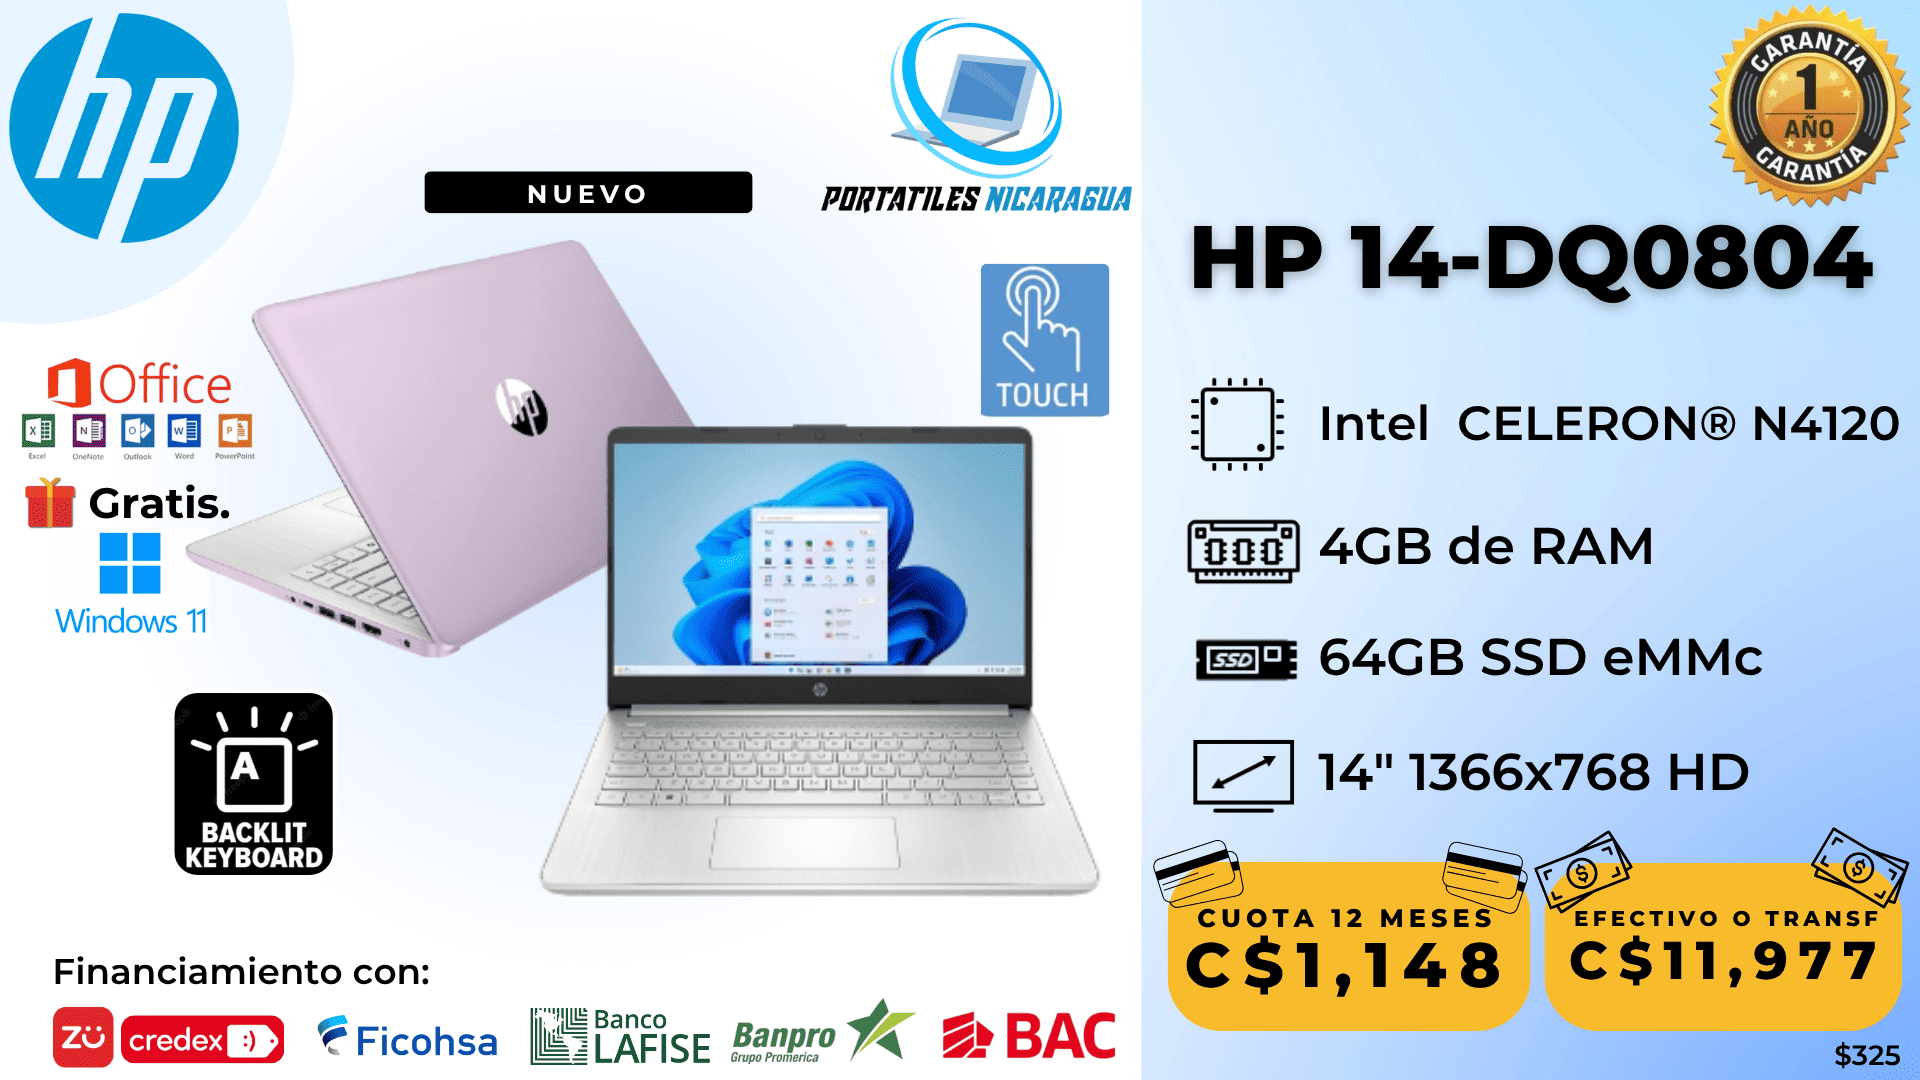 hp
NUEVO
PORTATILES NICARAGUA
GARANTÍA
1
AÑO
GARANTÍA
HP 14-DQ0804
TOUCH
Office
Excel OneNote Outlook Word PowerPoint
Gratis.
Windows 11
hp
A
BACKLIT
KEYBOARD
Intel CELERON® N4120
4GB de RAM
SSD
64GB SSD eMMc
14" 1366x768 HD
CUOTA 12 MESES
C$1,148
EFECTIVO O TRANSF
C$11,977
$325
Financiamiento con:
zü
credex :)
Ficohsa
Banco
LAFISE
Banpro
Grupo Promerica
BAC